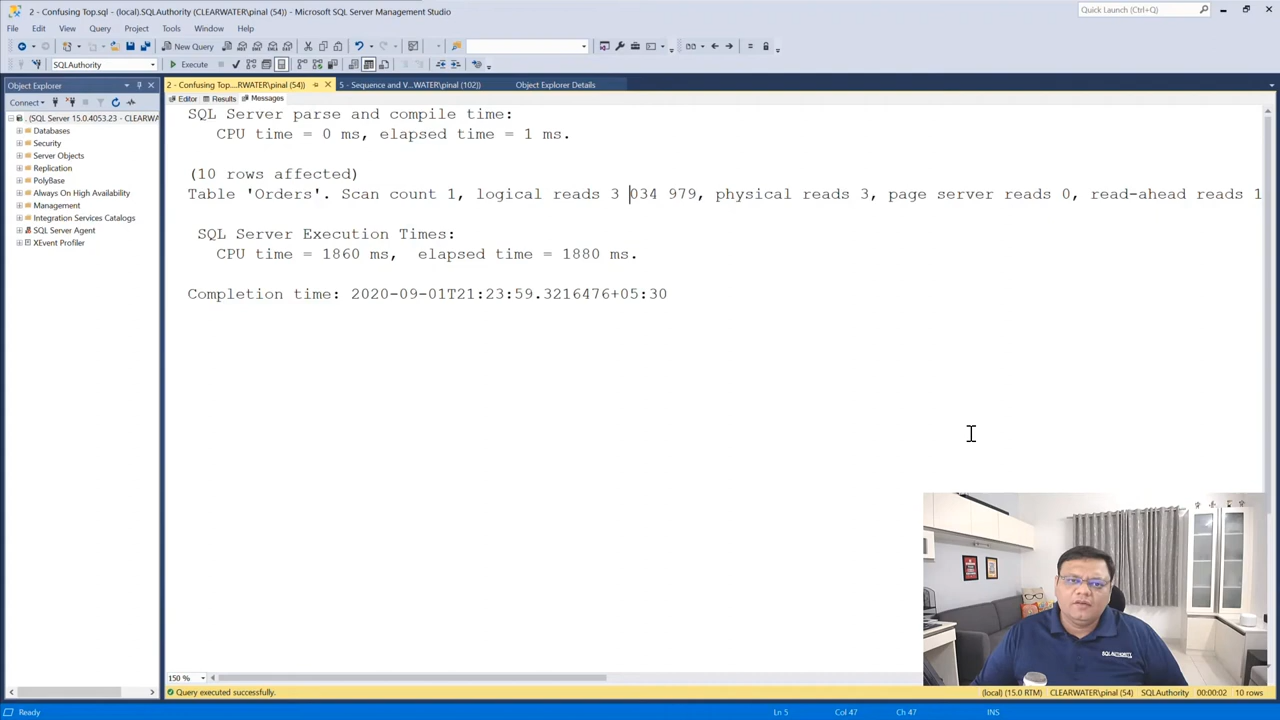 2 - Confusing Top.sql - (local).SQLAuthority (CLEARWATER\pinal (54)) - Microsoft SQL Server Management Studio
Quick Launch (Ctrl+Q)
File Edit View Query Project Tools Window Help
New Query
SQLAuthority Execute
Object Explorer
2 - Confusing Top....RWATER\pinal (54)) 5 - Sequence and V...WATER\pinal (102)) Object Explorer Details
Editor Results Messages
Connect
. (SQL Server 15.0.4053.23 - CLEARWA
Databases
Security
Server Objects
Replication
PolyBase
Always On High Availability
Management
Integration Services Catalogs
SQL Server Agent
XEvent Profiler
SQL Server parse and compile time:
CPU time = 0 ms, elapsed time = 1 ms.
(10 rows affected)
Table 'Orders'. Scan count 1, logical reads 3 034 979, physical reads 3, page server reads 0, read-ahead reads 1
SQL Server Execution Times:
CPU time = 1860 ms, elapsed time = 1880 ms.
Completion time: 2020-09-01T21:23:59.3216476+05:30
SQLAUTHORITY
150 %
Query executed successfully. (local) (15.0 RTM) CLEARWATER\pinal (54) SQLAuthority 00:00:02 10 rows
Ready Ln 5 Col 47 Ch 47 INS